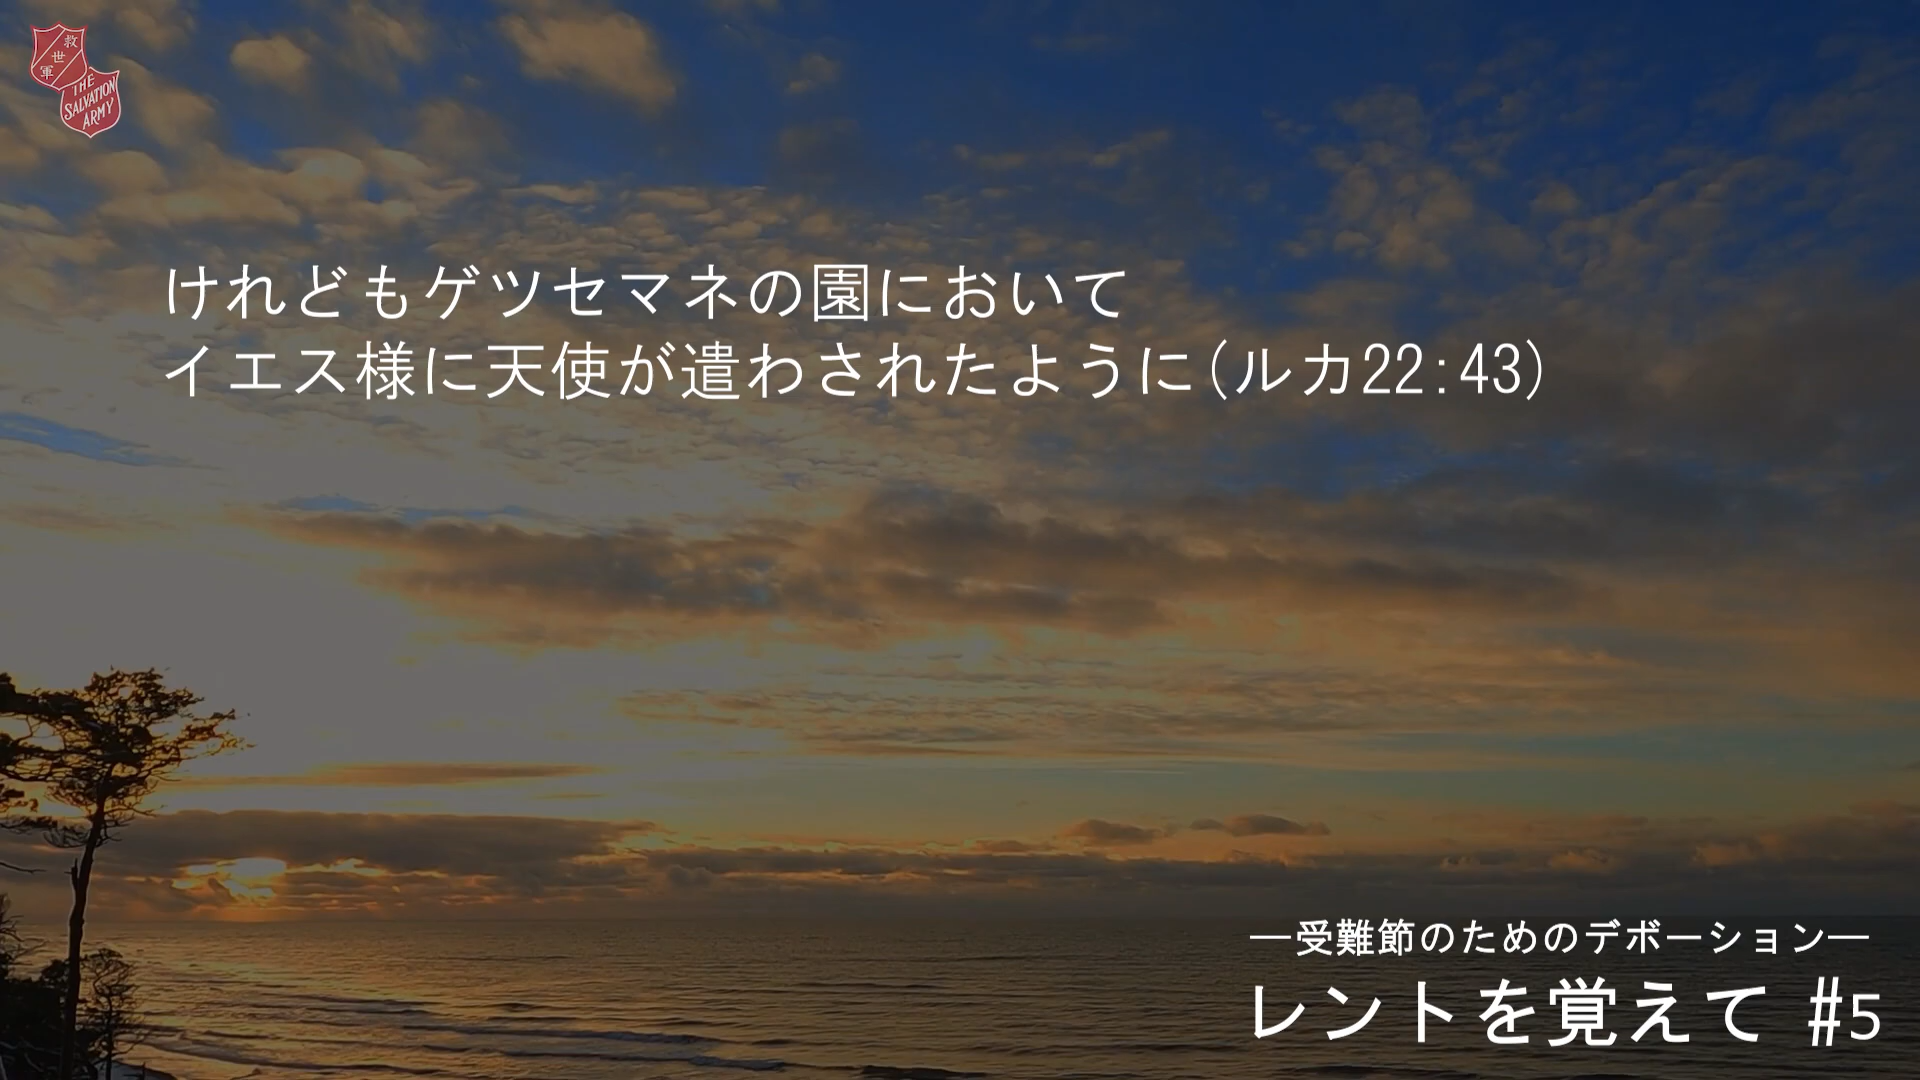 救世軍
THE
SALVATION
ARMY
けれどもゲツセマネの園において
イエス様に天使が遣わされたように(ルカ22:43)
―受難節のためのデボーション―
レントを覚えて #5